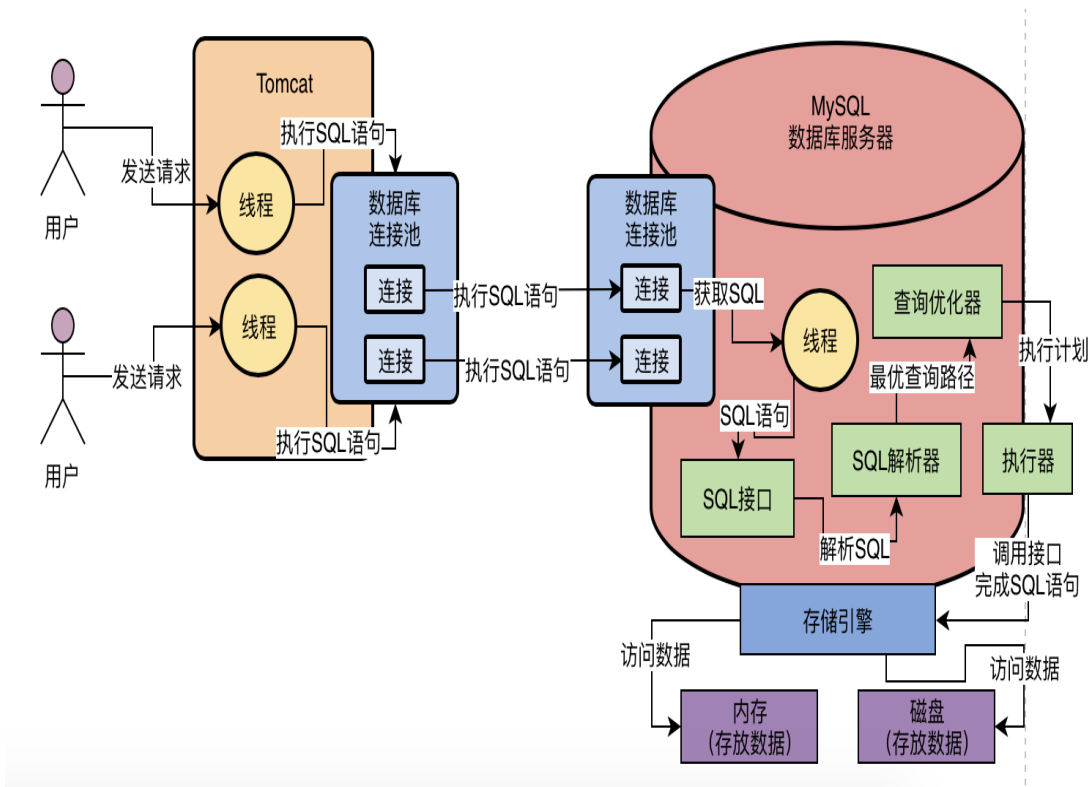 Tomcat
MySQL
数据库服务器
执行SQL语句
发送请求
线程
用户
数据库
连接池
连接
执行SQL语句
数据库
连接池
连接
获取SQL
线程
查询优化器
执行计划
线程
发送请求
连接
执行SQL语句
连接
最优查询路径
SQL语句
执行SQL语句
用户
SQL接口
SQL解析器
执行器
解析SQL
调用接口
完成SQL语句
存储引擎
访问数据
访问数据
内存
(存放数据)
磁盘
(存放数据)